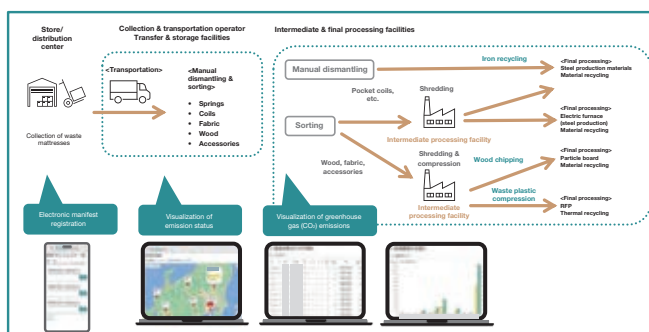 Store/
distribution
center
Collection & transportation operator
Transfer & storage facilities
Intermediate & final processing facilities
<Transportation>
<Manual
dismantling &
sorting>
• Springs
• Coils
• Fabric
• Wood
• Accessories
Collection of waste
mattresses
Manual dismantling
Iron recycling
<Final processing>
Steel production materials
Material recycling
Pocket coils,
etc.
Shredding
Sorting
Intermediate processing facility
<Final processing>
Electric furnace
(steel production)
Material recycling
Shredding &
compression
Wood, fabric,
accessories
Wood chipping
<Final processing>
Particle board
Material recycling
Waste plastic
compression
Intermediate
processing facility
<Final processing>
RFP
Thermal recycling
Electronic manifest
registration
Visualization of
emission status
Visualization of greenhouse
gas (CO₂) emissions